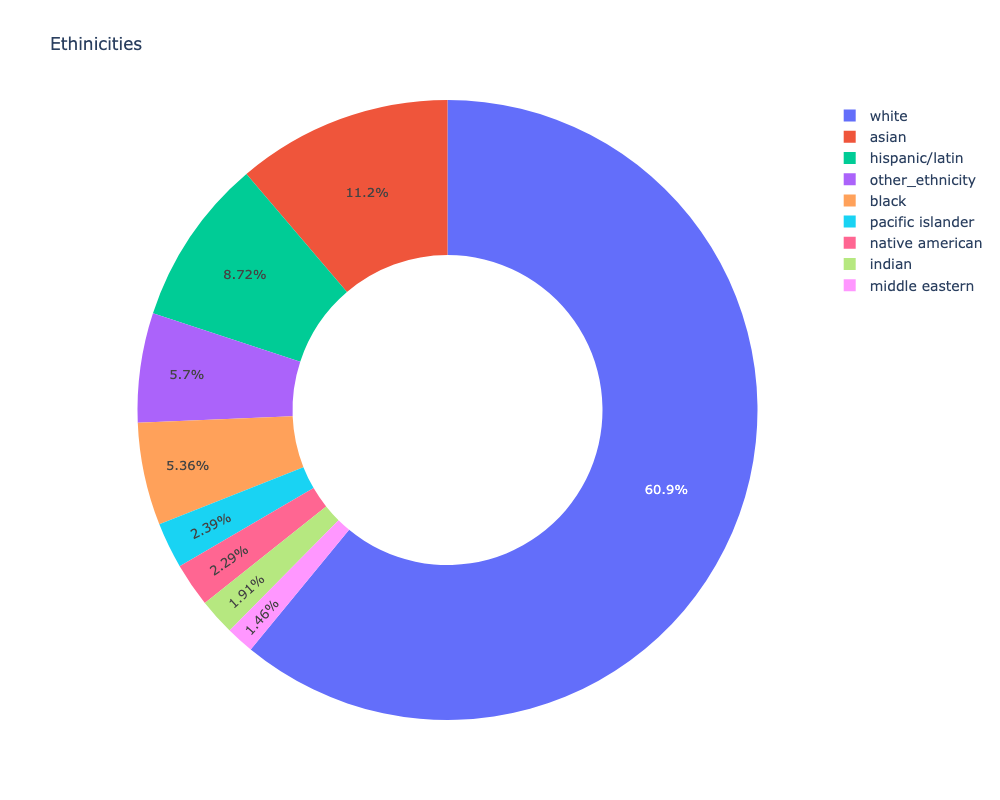 Ethinicities
white
asian
hispanic/latin
other_ethnicity
black
pacific islander
native american
indian
middle eastern
11.2%
8.72%
5.7%
5.36%
2.39%
2.29%
1.91%
1.46%
60.9%